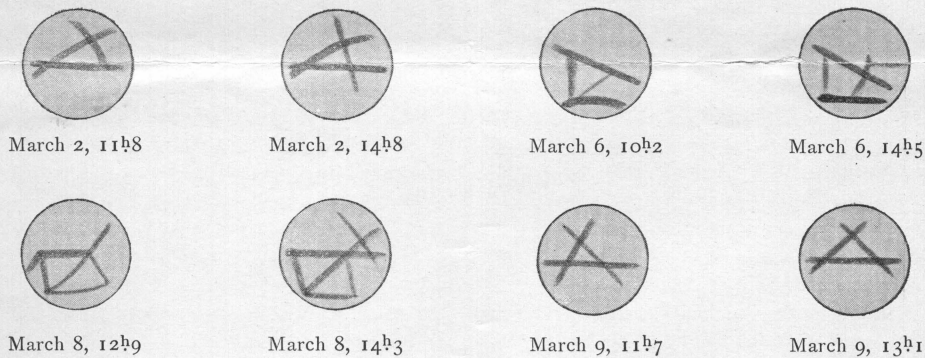 March 2, 11ʰ.8 March 2, 14ʰ.8 March 6, 10ʰ.2 March 6, 14ʰ.5
March 8, 12ʰ.9 March 8, 14ʰ.3 March 9, 11ʰ.7 March 9, 13ʰ.1